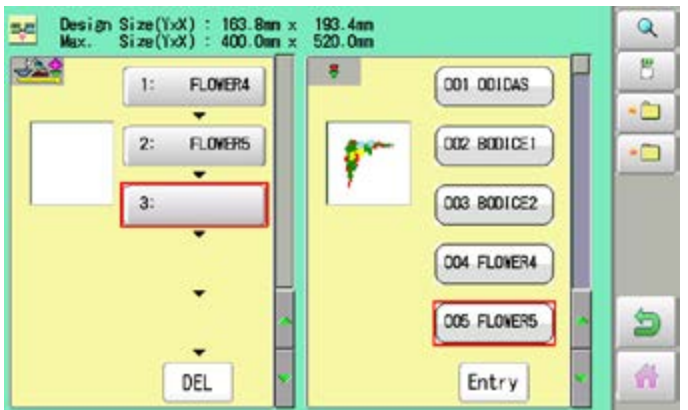 Design Size(YxX) : 163.8mm x 193.4mm
Max. Size(YxX) : 400.0mm x 520.0mm
1: FLOWER4
2: FLOWER5
3:
DEL
001 ODIDAS
002 BODICE1
003 BODICE2
004 FLOWER4
005 FLOWER5
Entry